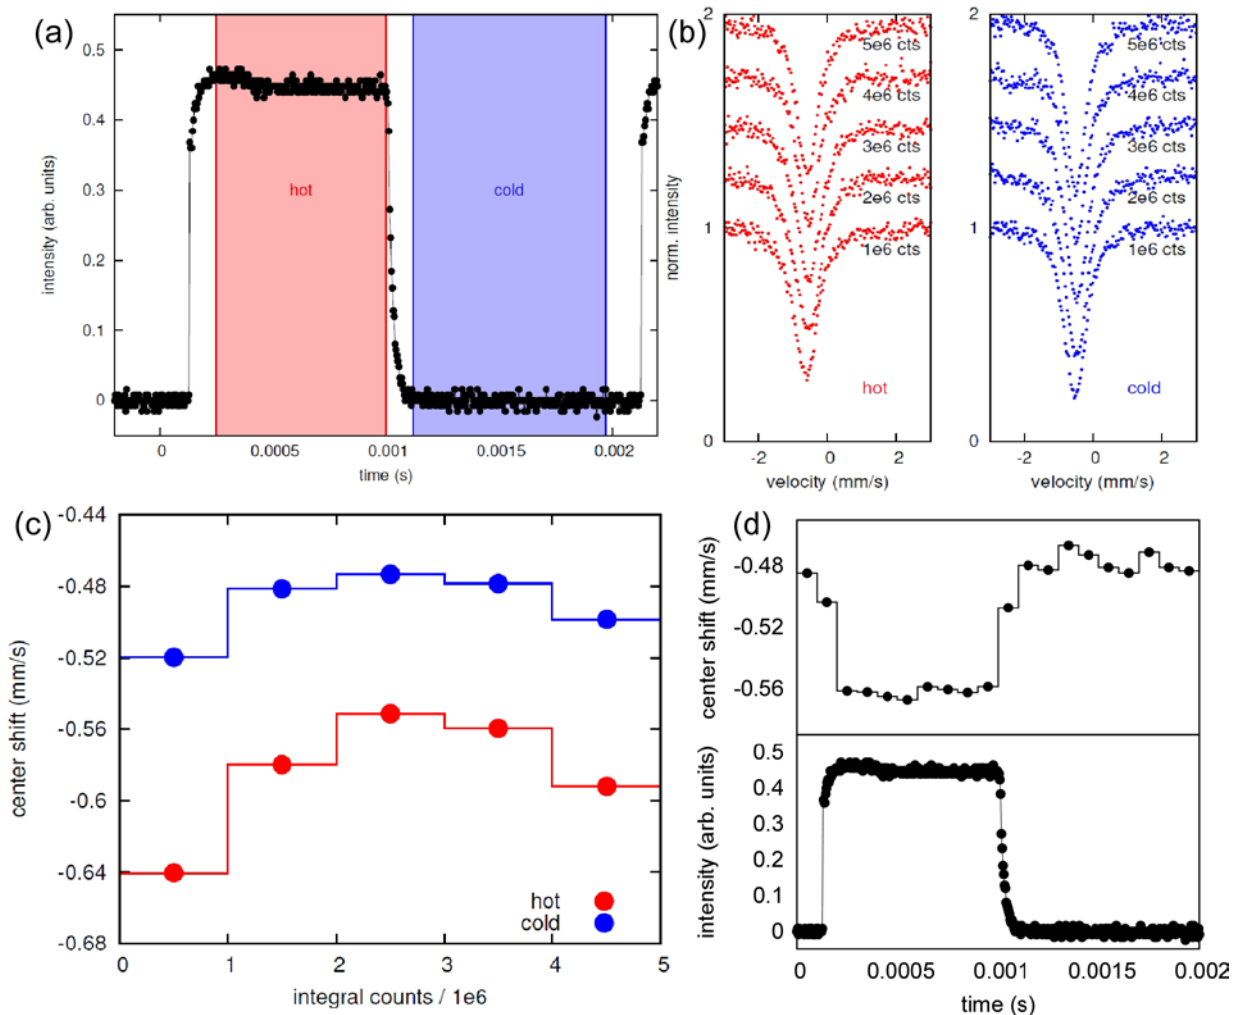 (a)
0.5
0.4
0.3
0.2
0.1
0
intensity (arb. units)
hot
cold
0
0.0005
0.001
0.0015
0.002
time (s)
(b)
2
1
0
norm. intensity
5e6 cts
4e6 cts
3e6 cts
2e6 cts
1e6 cts
hot
-2
0
2
velocity (mm/s)
2
1
0
5e6 cts
4e6 cts
3e6 cts
2e6 cts
1e6 cts
cold
-2
0
2
velocity (mm/s)
(c)
-0.44
-0.48
-0.52
-0.56
-0.6
-0.64
-0.68
center shift (mm/s)
hot
cold
0 1 2 3 4 5
integral counts / 1e6
(d)
-0.48
-0.52
-0.56
center shift (mm/s)
0.5
0.4
0.3
0.2
0.1
0
intensity (arb. units)
0 0.0005 0.001 0.0015 0.002
time (s)